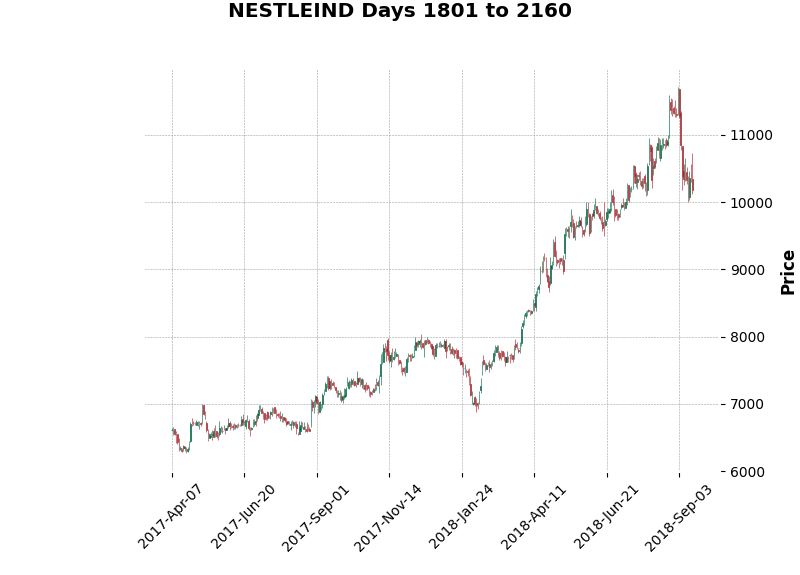 NESTLEIND Days 1801 to 2160
11000
10000
9000
8000
7000
6000
Price
2017-Apr-07
2017-Jun-20
2017-Sep-01
2017-Nov-14
2018-Jan-24
2018-Apr-11
2018-Jun-21
2018-Sep-03